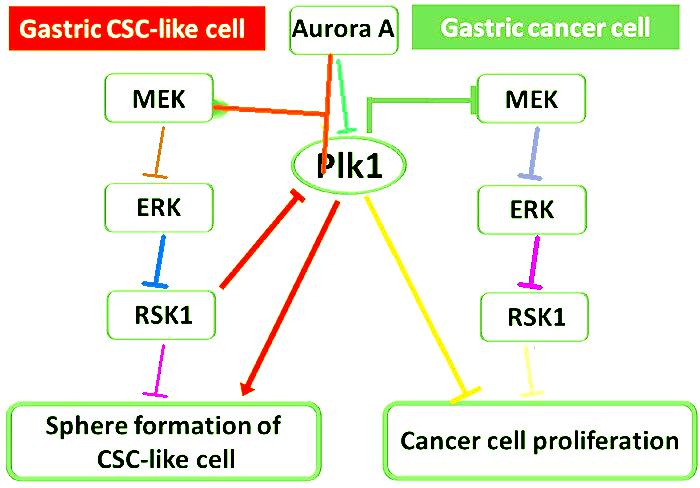 Gastric CSC-like cell
Aurora A
Gastric cancer cell
MEK
MEK
Plk1
ERK
ERK
RSK1
RSK1
Sphere formation of
CSC-like cell
Cancer cell proliferation